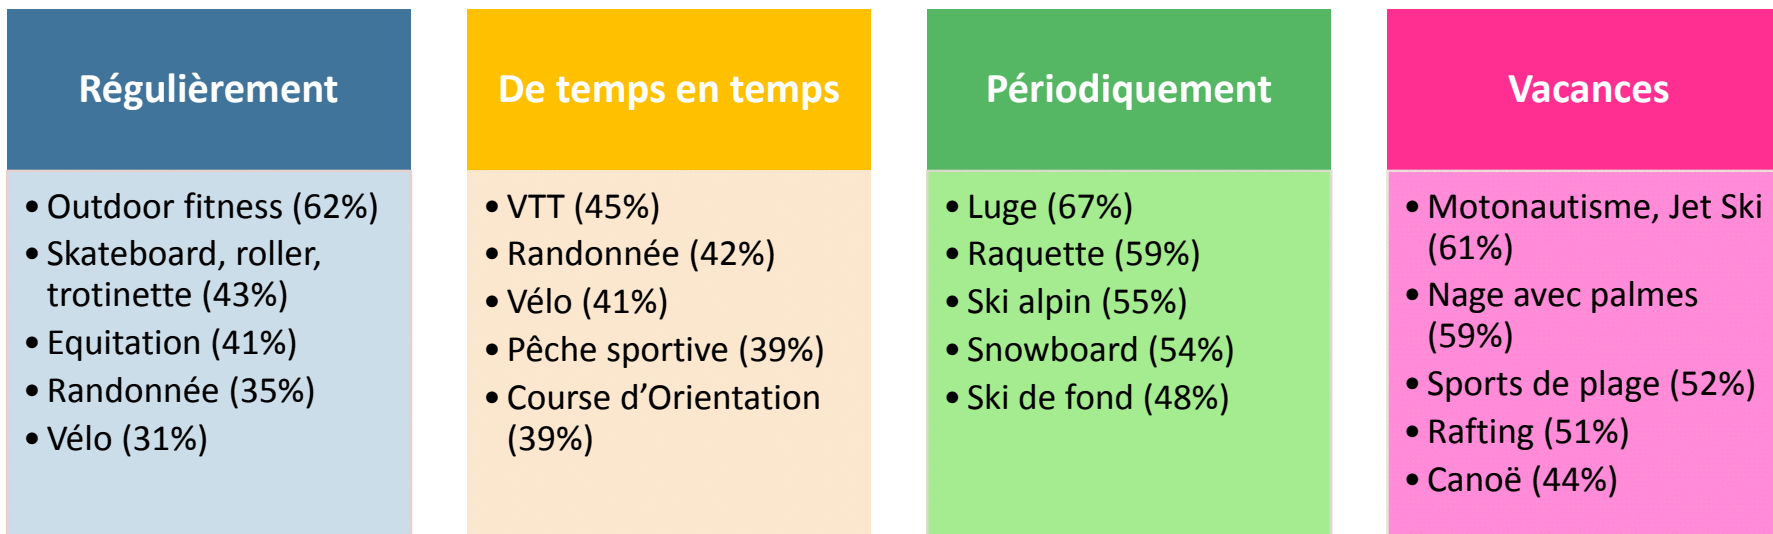 Régulièrement
• Outdoor fitness (62%)
• Skateboard, roller,
trotinette (43%)
• Equitation (41%)
• Randonnée (35%)
• Vélo (31%)
De temps en temps
• VTT (45%)
• Randonnée (42%)
• Vélo (41%)
• Pêche sportive (39%)
• Course d’Orientation
(39%)
Périodiquement
• Luge (67%)
• Raquette (59%)
• Ski alpin (55%)
• Snowboard (54%)
• Ski de fond (48%)
Vacances
• Motonautisme, Jet Ski
(61%)
• Nage avec palmes
(59%)
• Sports de plage (52%)
• Rafting (51%)
• Canoë (44%)